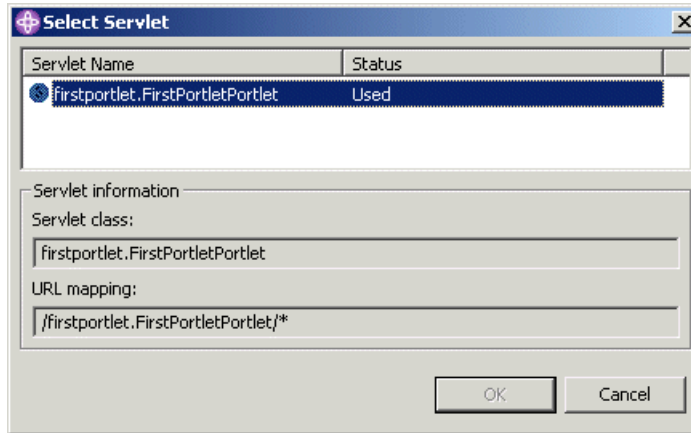 Select Servlet
Servlet Name Status
firstportlet.FirstPortletPortlet Used
Servlet information
Servlet class:
firstportlet.FirstPortletPortlet
URL mapping:
/firstportlet.FirstPortletPortlet/*
OK Cancel